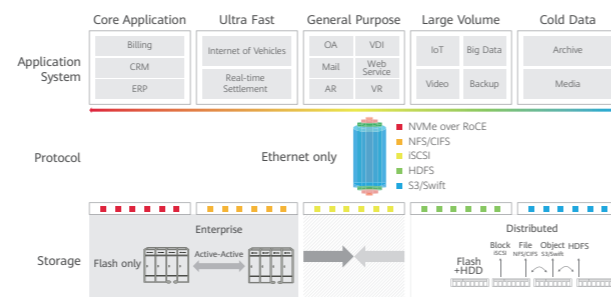 Core Application
Ultra Fast
General Purpose
Large Volume
Cold Data
Application
System
Billing
CRM
ERP
Internet of Vehicles
Real-time
Settlement
OA
VDI
Mail
Web
Service
AR
VR
IoT
Big Data
Video
Backup
Archive
Media
Protocol
Ethernet only
NVMe over RoCE
NFS/CIFS
iSCSI
HDFS
S3/Swift
Storage
Enterprise
Flash only
Active-Active
Distributed
Block
iSCSI
File
NFS/CIFS
Object
S3/Swift
HDFS
Flash
+HDD